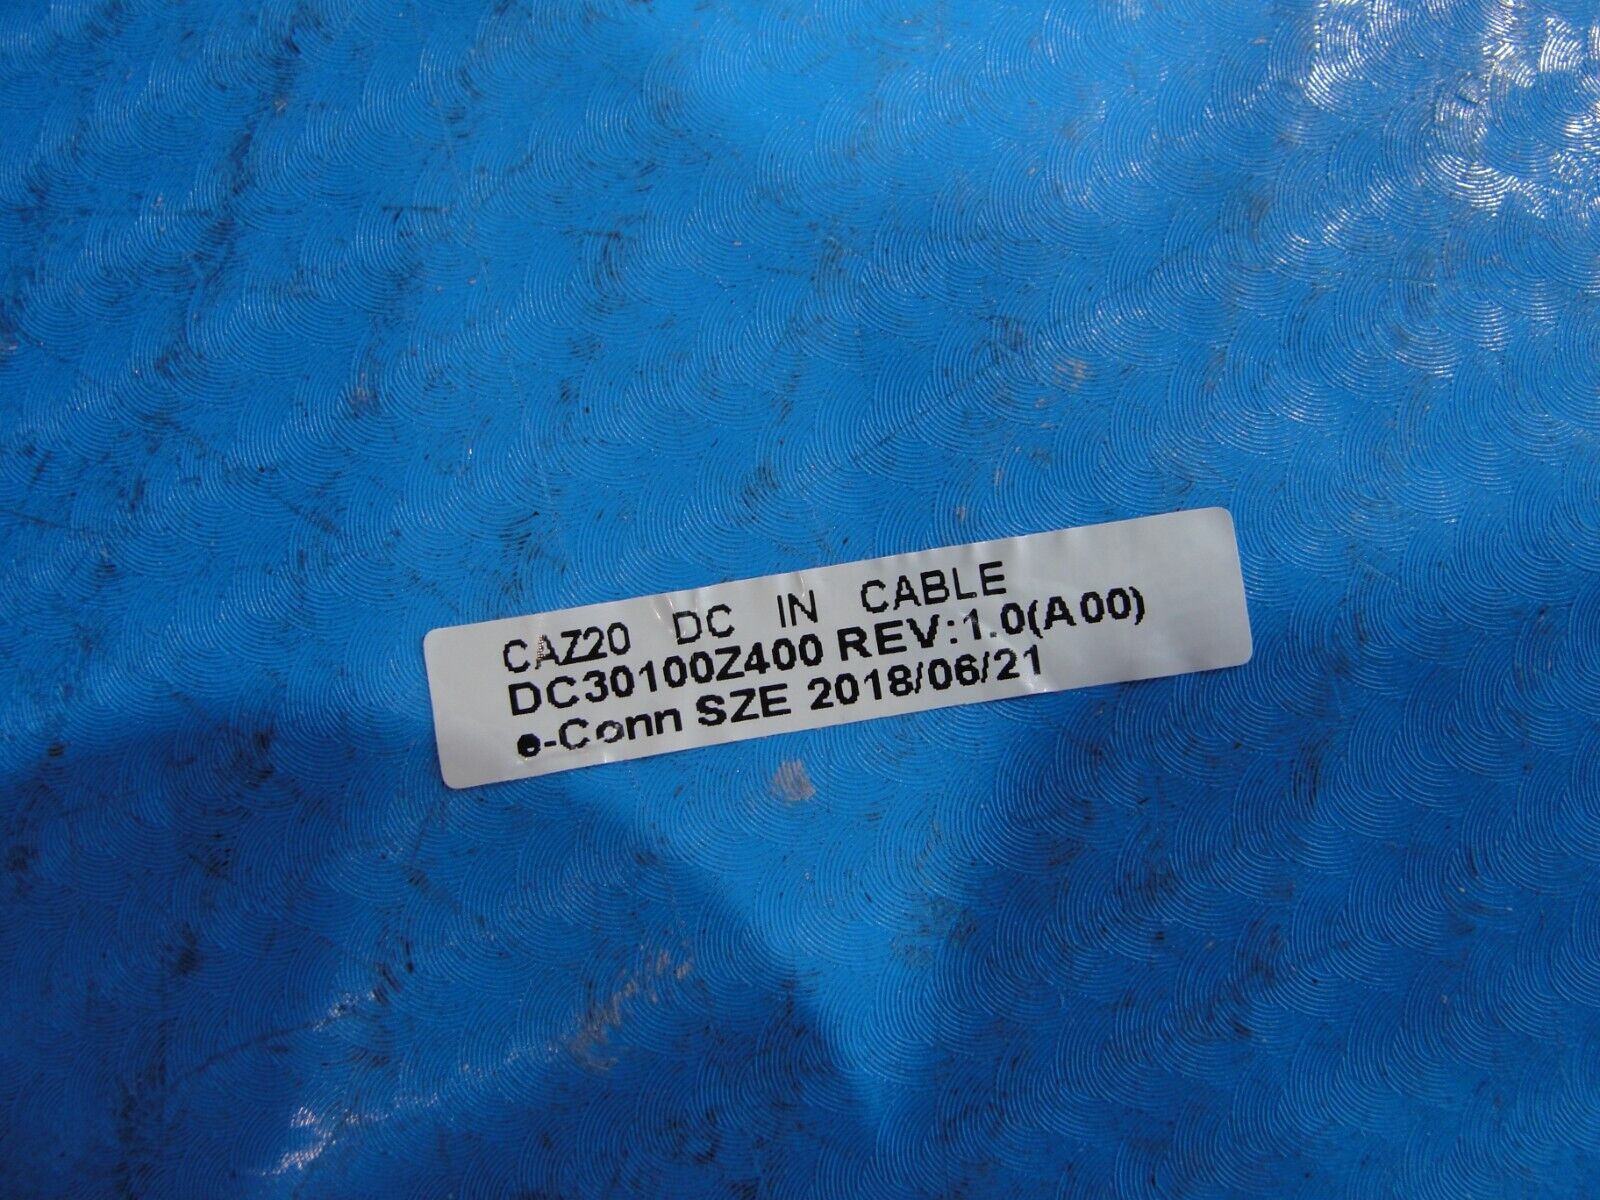 CAZ20 DC IN CABLE
DC30100Z400 REV:1.0(A00)
e-Conn SZE 2018/06/21